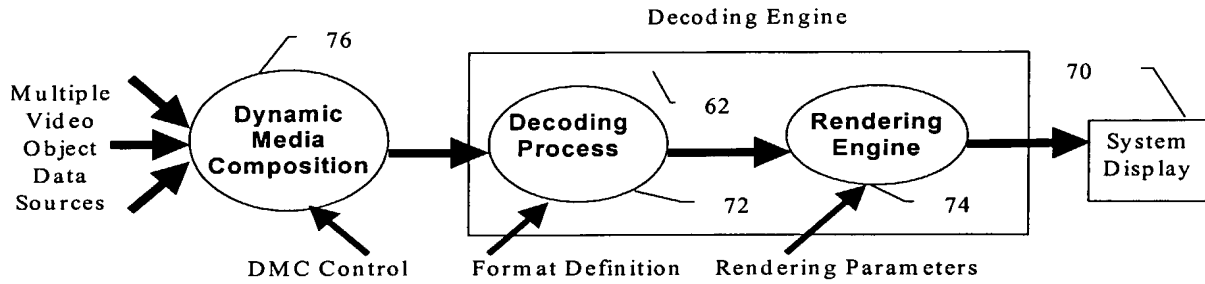 Decoding Engine
76
70
Multiple
Video
Object
Data
Sources
Dynamic
Media
Composition
62
Decoding
Process
Rendering
Engine
System
Display
72
74
DMC Control
Format Definition
Rendering Parameters